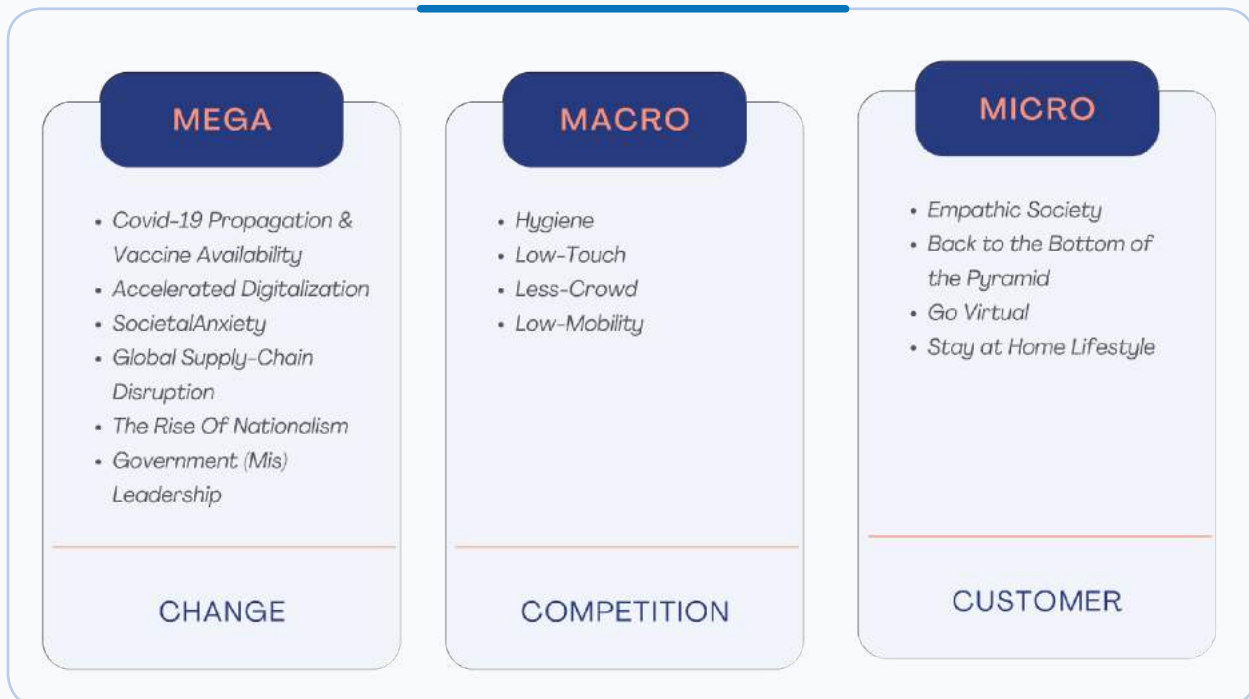 MEGA
• Covid-19 Propagation &
Vaccine Availability
• Accelerated Digitalization
• SocietalAnxiety
• Global Supply-Chain
Disruption
• The Rise Of Nationalism
• Government (Mis)
Leadership
CHANGE
MACRO
• Hygiene
• Low-Touch
• Less-Crowd
• Low-Mobility
COMPETITION
MICRO
• Empathic Society
• Back to the Bottom of
the Pyramid
• Go Virtual
• Stay at Home Lifestyle
CUSTOMER